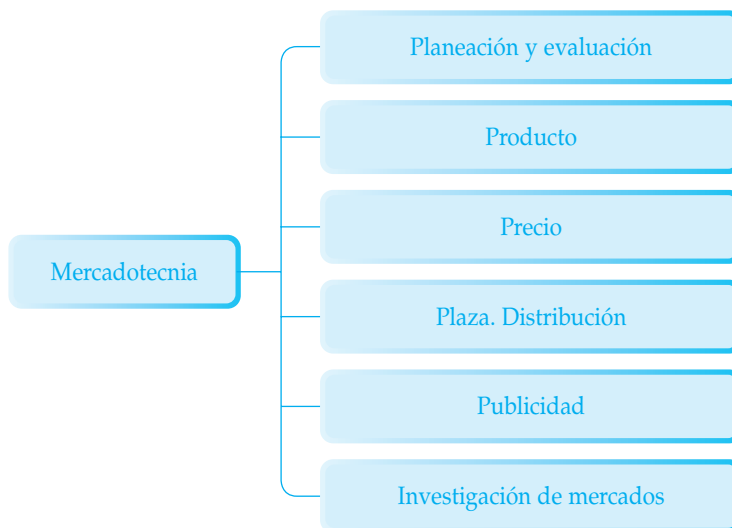 Planeación y evaluación
Producto
Precio
Mercadotecnia
Plaza. Distribución
Publicidad
Investigación de mercados